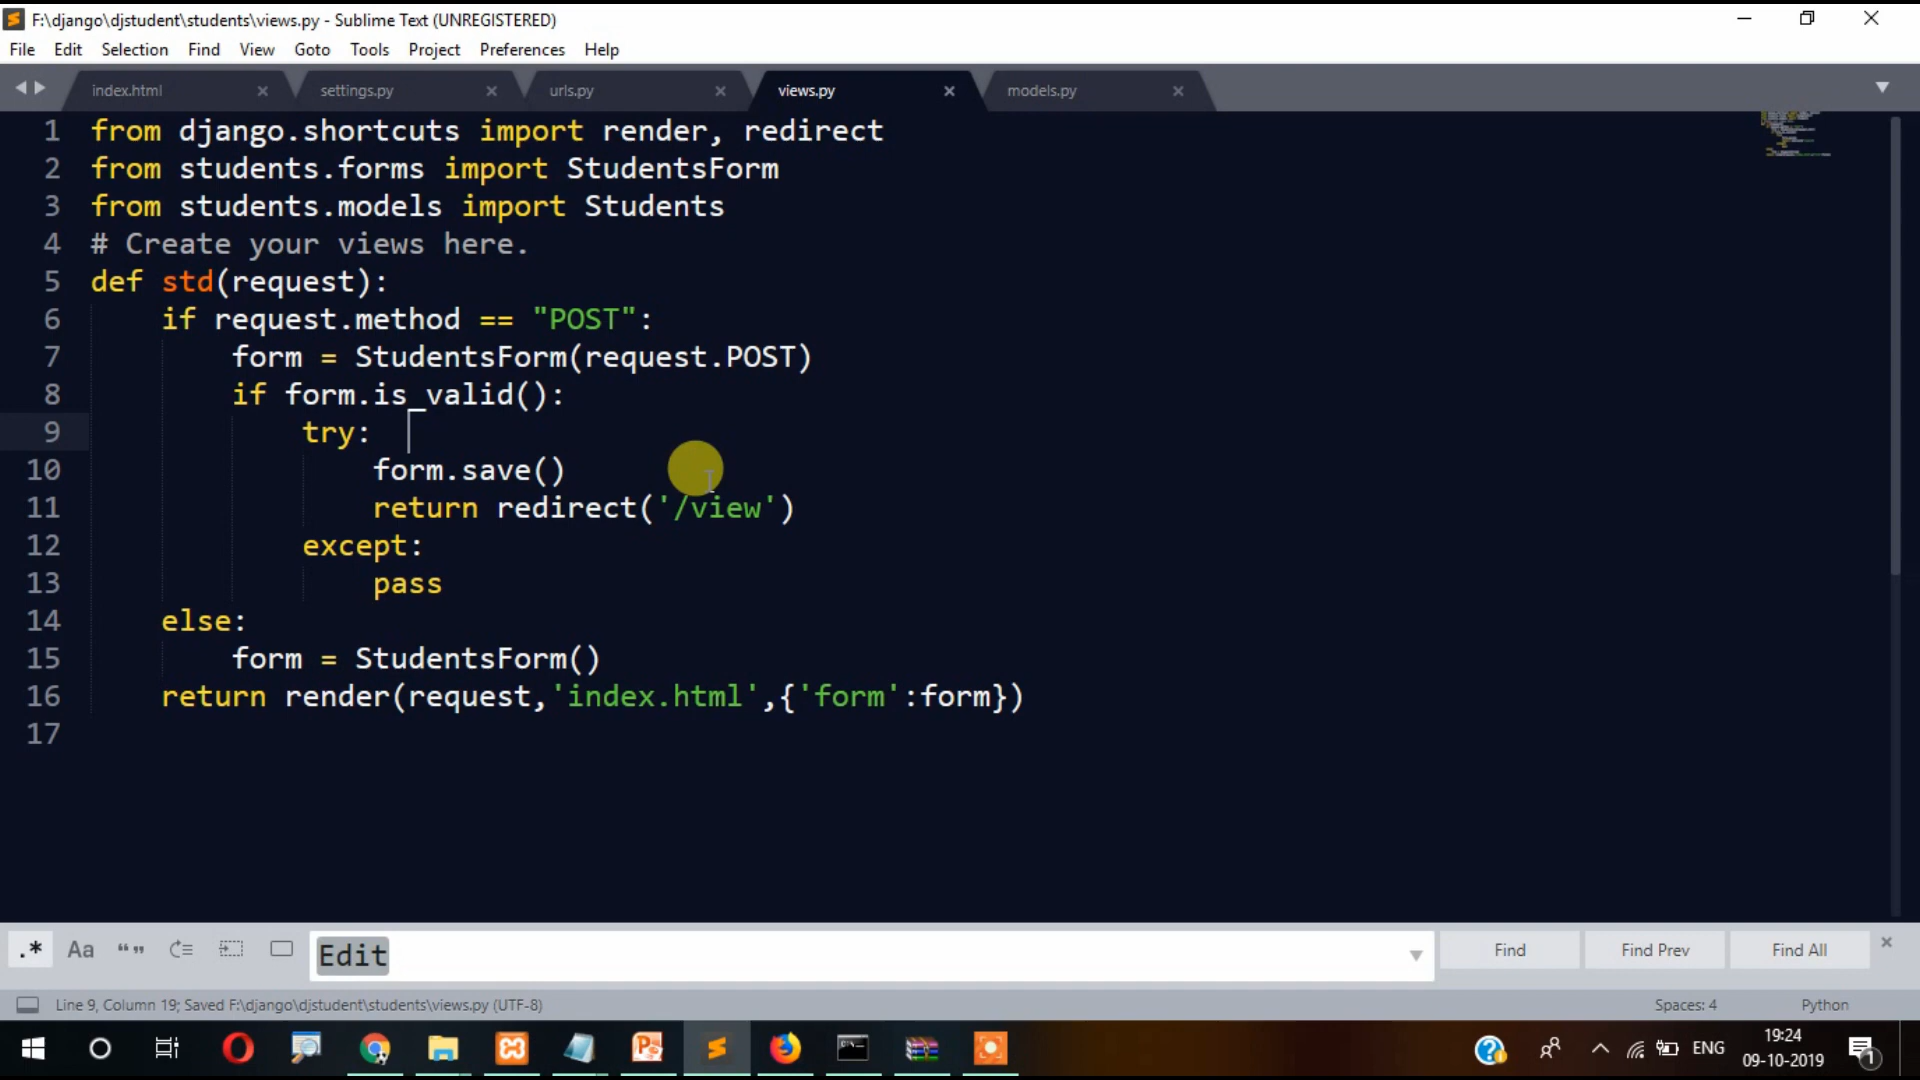 F:\django\djstudent\students\views.py - Sublime Text (UNREGISTERED)
File Edit Selection Find View Goto Tools Project Preferences Help
index.html settings.py urls.py views.py models.py
1 from django.shortcuts import render, redirect
2 from students.forms import StudentsForm
3 from students.models import Students
4 # Create your views here.
5 def std(request):
6 if request.method == "POST":
7 form = StudentsForm(request.POST)
8 if form.is_valid():
9 try:
10 form.save()
11 return redirect('/view')
12 except:
13 pass
14 else:
15 form = StudentsForm()
16 return render(request,'index.html',{'form':form})
17
.* Aa “” Edit Find Find Prev Find All
Line 9, Column 19; Saved F:\django\djstudent\students\views.py (UTF-8) Spaces: 4 Python
ENG 19:24
09-10-2019 1